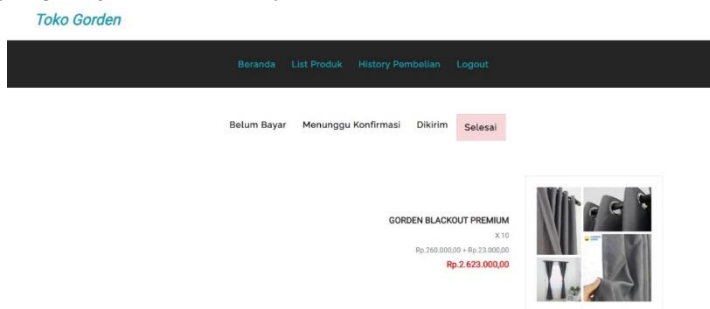 Toko Gorden
Beranda List Produk History Pembelian Logout
Belum Bayar Menunggu Konfirmasi Dikirim Selesai
GORDEN BLACKOUT PREMIUM
X 10
Rp.260.000,00 + Rp.23.000,00
Rp.2.623.000,00